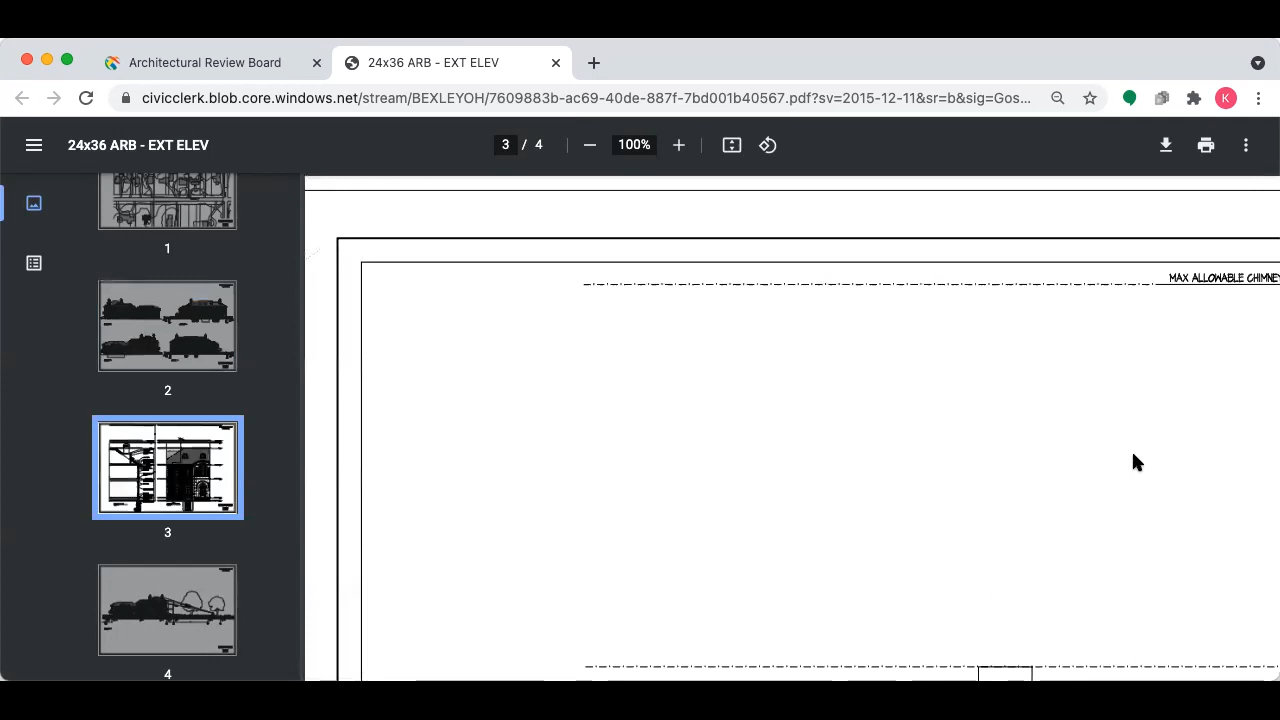 Architectural Review Board
24x36 ARB - EXT ELEV
civicclerk.blob.core.windows.net/stream/BEXLEYOH/7609883b-ac69-40de-887f-7bd001b40567.pdf?sv=2015-12-11&sr=b&sig=Gos...
K
24x36 ARB - EXT ELEV
3 / 4
100%
1
2
3
4
MAX ALLOWABLE CHIMNEY